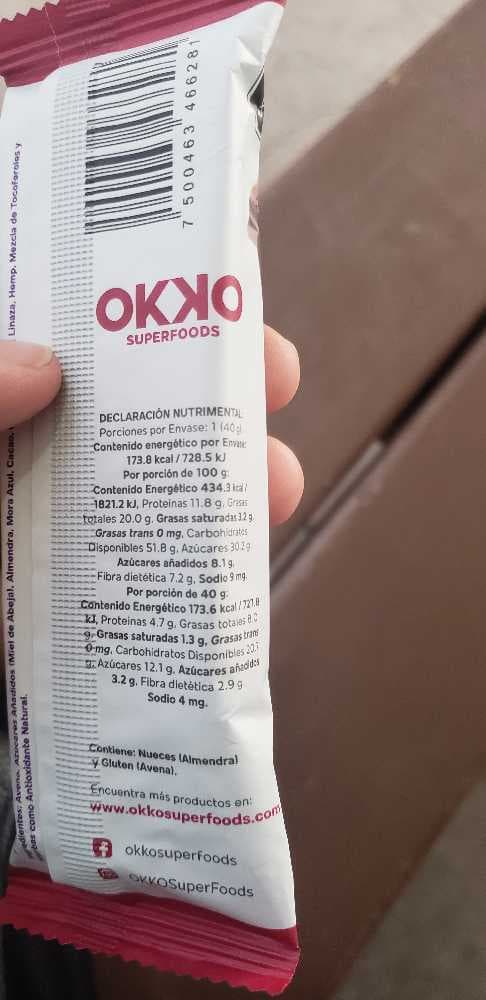 7 500463 466281
OKKO
SUPERFOODS
DECLARACIÓN NUTRIMENTAL
Porciones por Envase: 1 (40g)
Contenido energético por Envase:
173.8 kcal / 728.5 kJ
Por porción de 100 g:
Contenido Energético 434.3 kcal /
1821.2 kJ, Proteínas 11.8 g, Grasas
totales 20.0 g, Grasas saturadas 3.2 g,
Grasas trans 0 mg, Carbohidratos
Disponibles 51.8 g, Azúcares 30.3 g
Azúcares añadidos 8.1 g,
Fibra dietética 7.2 g, Sodio 9 mg.
Por porción de 40 g:
Contenido Energético 173.6 kcal / 727.8
kJ, Proteínas 4.7 g, Grasas totales 8.0
g, Grasas saturadas 1.3 g, Grasas trans
0 mg, Carbohidratos Disponibles 20.7
g, Azúcares 12.1 g, Azúcares añadidos
3.2 g, Fibra dietética 2.9 g
Sodio 4 mg.
Contiene: Nueces (Almendra)
y Gluten (Avena).
Encuentra más productos en:
www.okkosuperfoods.com
okkosuperfoods
OKKOSuperFoods
Avena, Azúcares Añadidos (Miel de Abeja), Almendra, Mora Azul, Cacao, Linaza, Hemp, Mezcla de Tocoferoles y
como Antioxidante Natural.